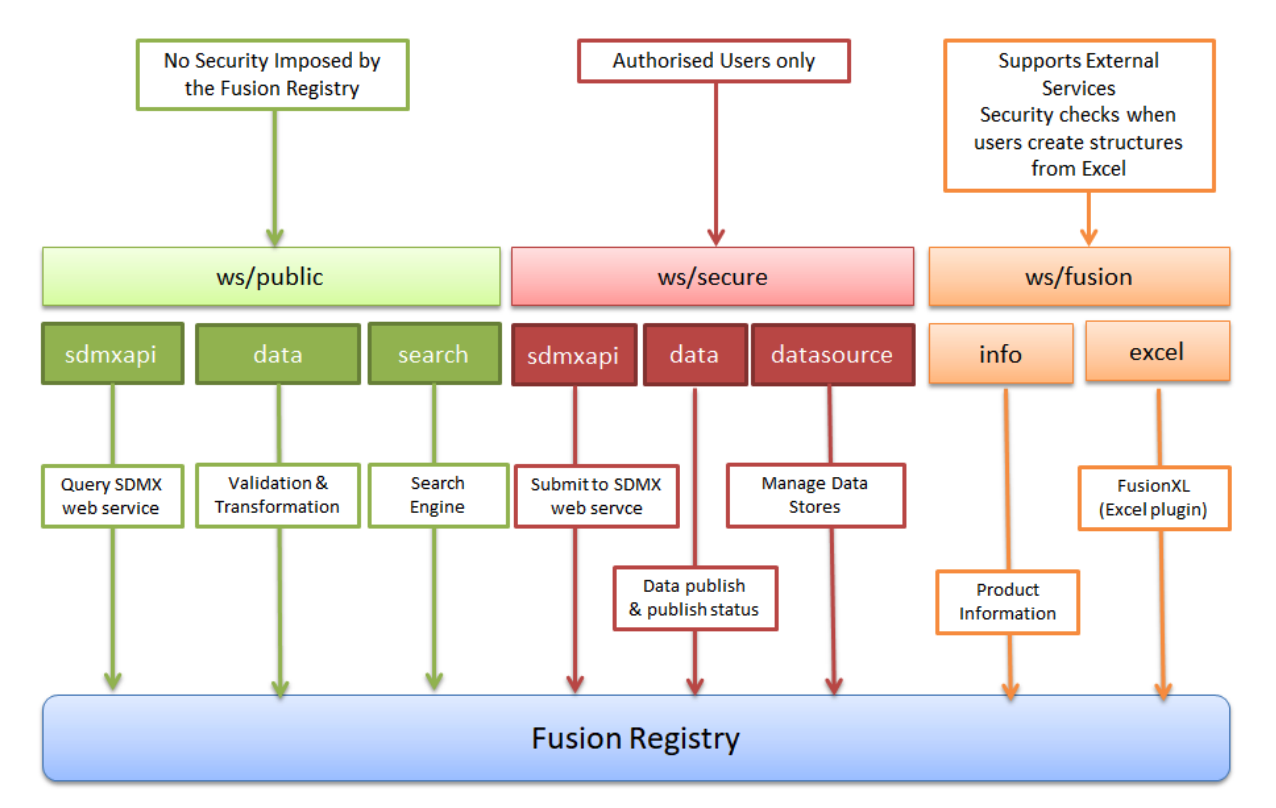 No Security Imposed by
the Fusion Registry
Authorised Users only
Supports External
Services
Security checks when
users create structures
from Excel
ws/public
ws/secure
ws/fusion
sdmxapi
data
search
sdmxapi
data
datasource
info
excel
Query SDMX
web service
Validation &
Transformation
Search
Engine
Submit to SDMX
web servce
Manage Data
Stores
FusionXL
(Excel plugin)
Data publish
& publish status
Product
Information
Fusion Registry